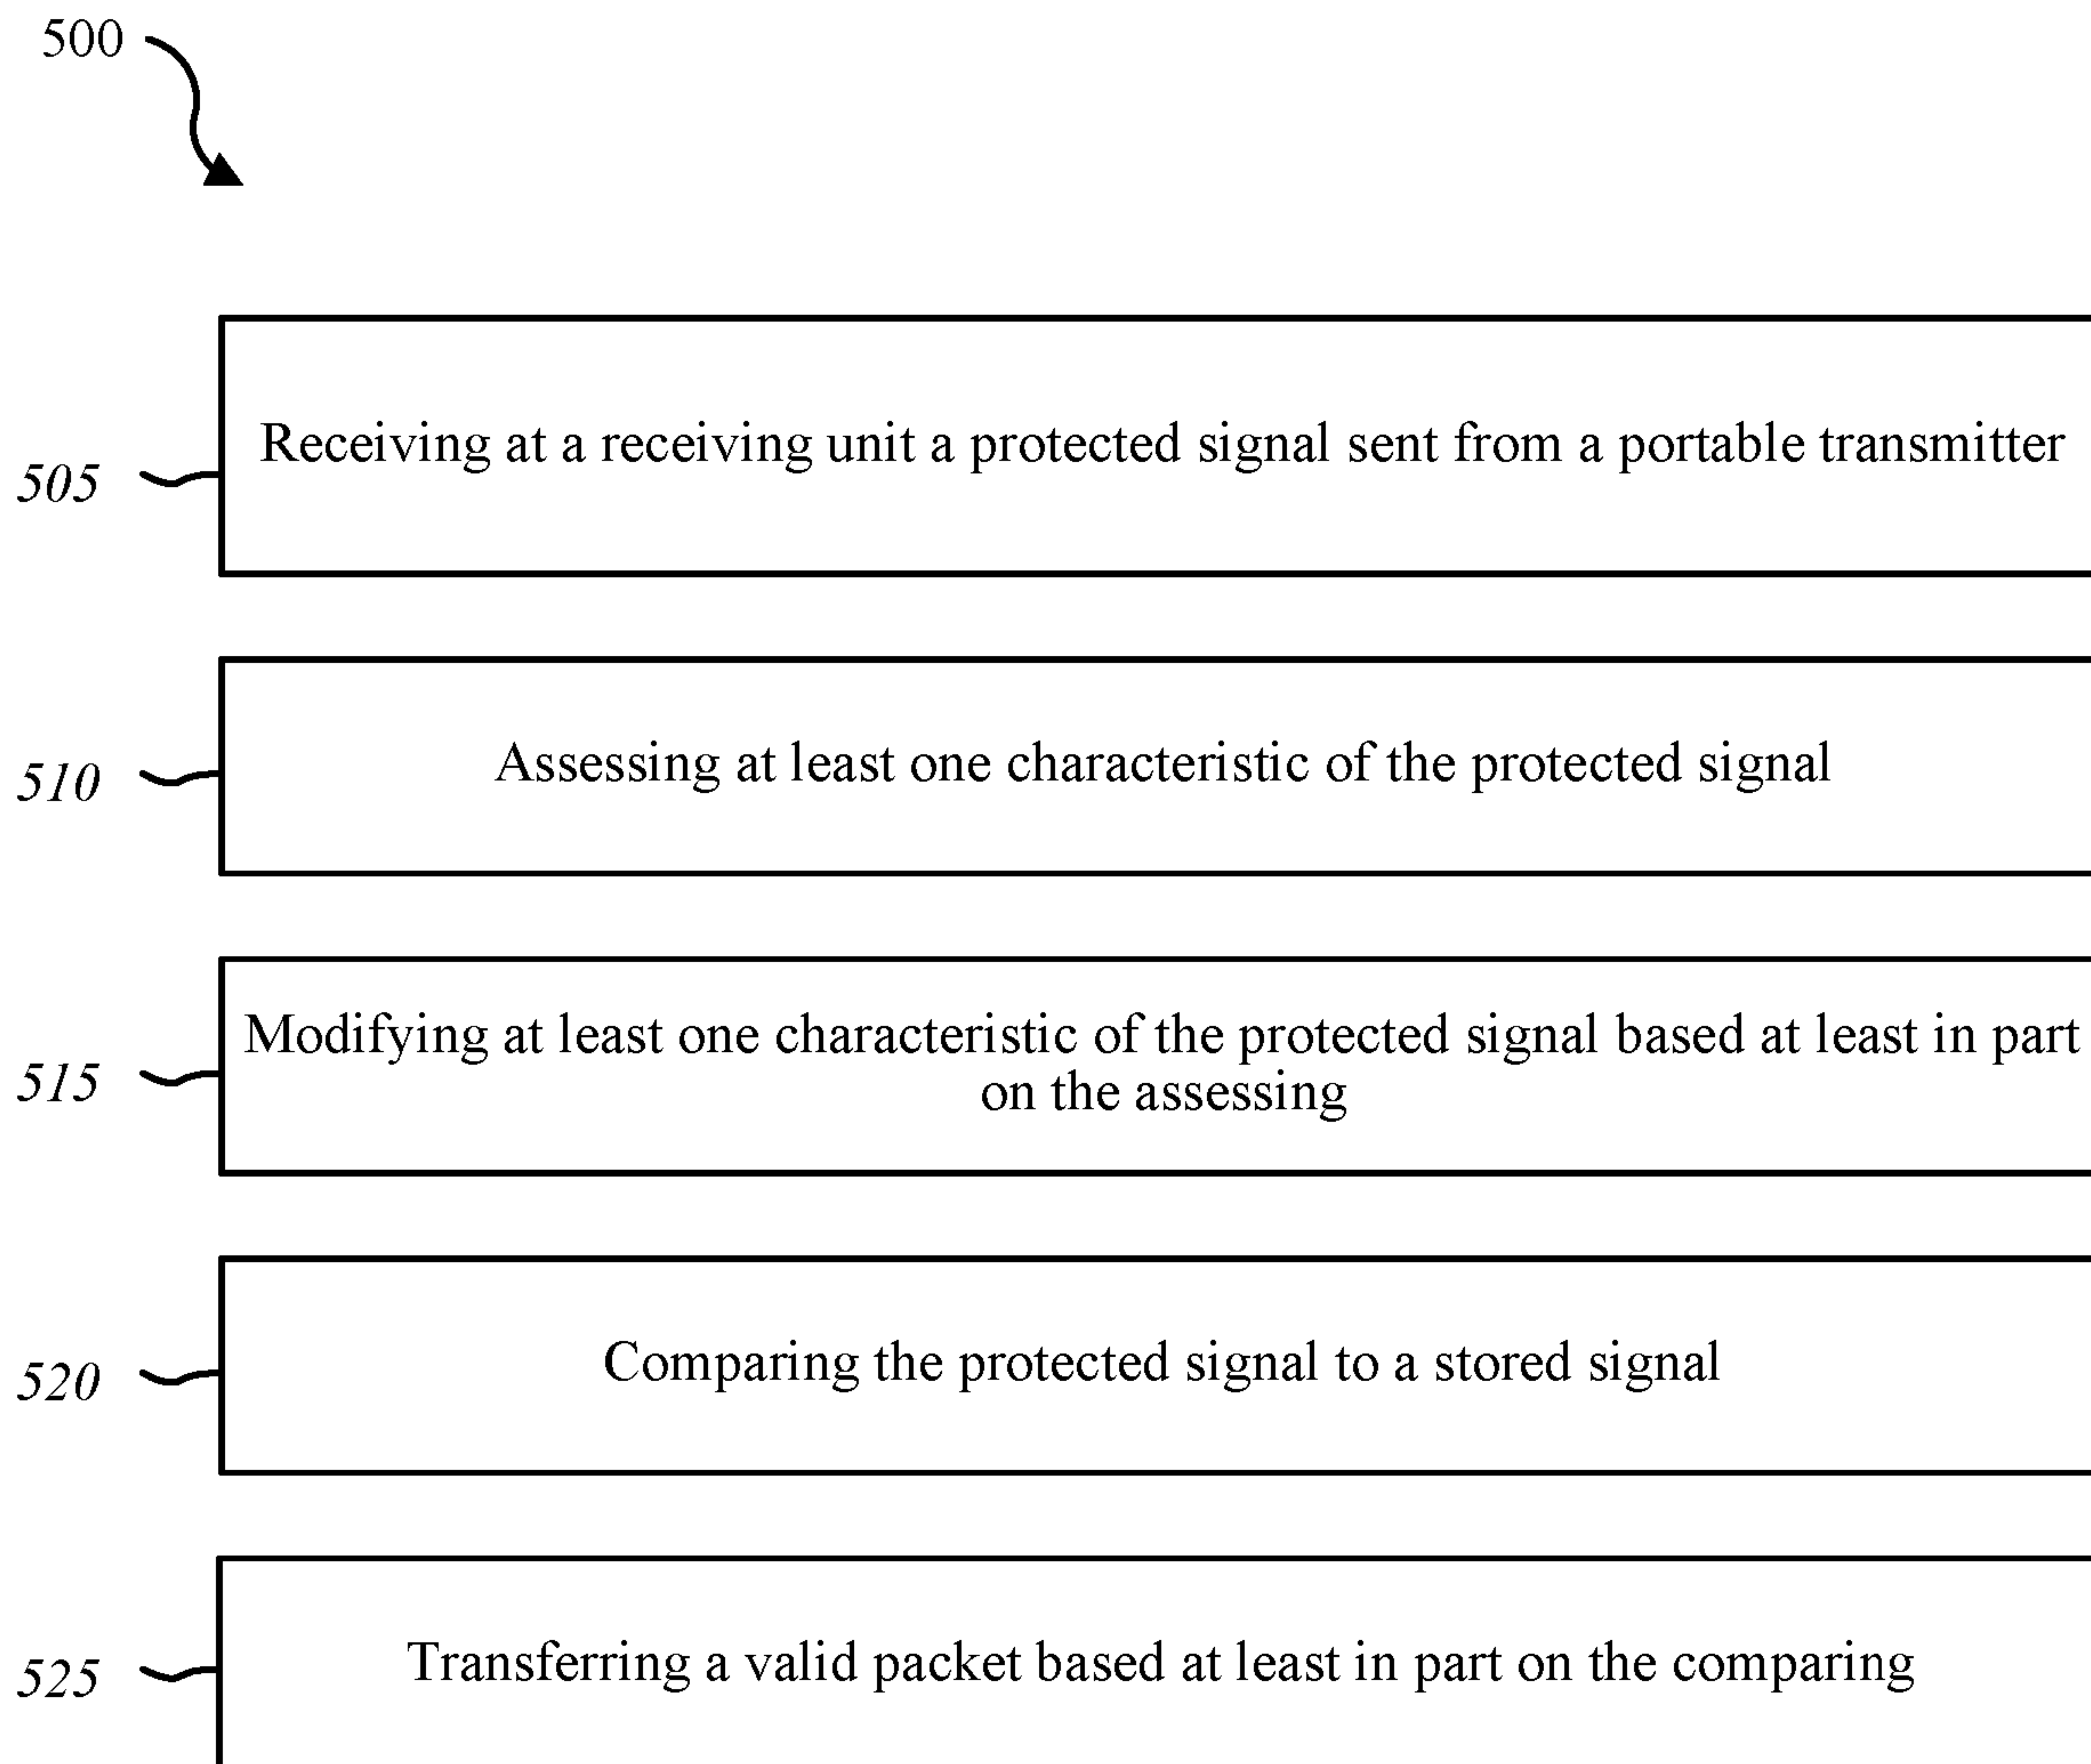 500
Receiving at a receiving unit a protected signal sent from a portable transmitter
505
Assessing at least one characteristic of the protected signal
510
Modifying at least one characteristic of the protected signal based at least in part
on the assessing
515
Comparing the protected signal to a stored signal
520
Transferring a valid packet based at least in part on the comparing
525